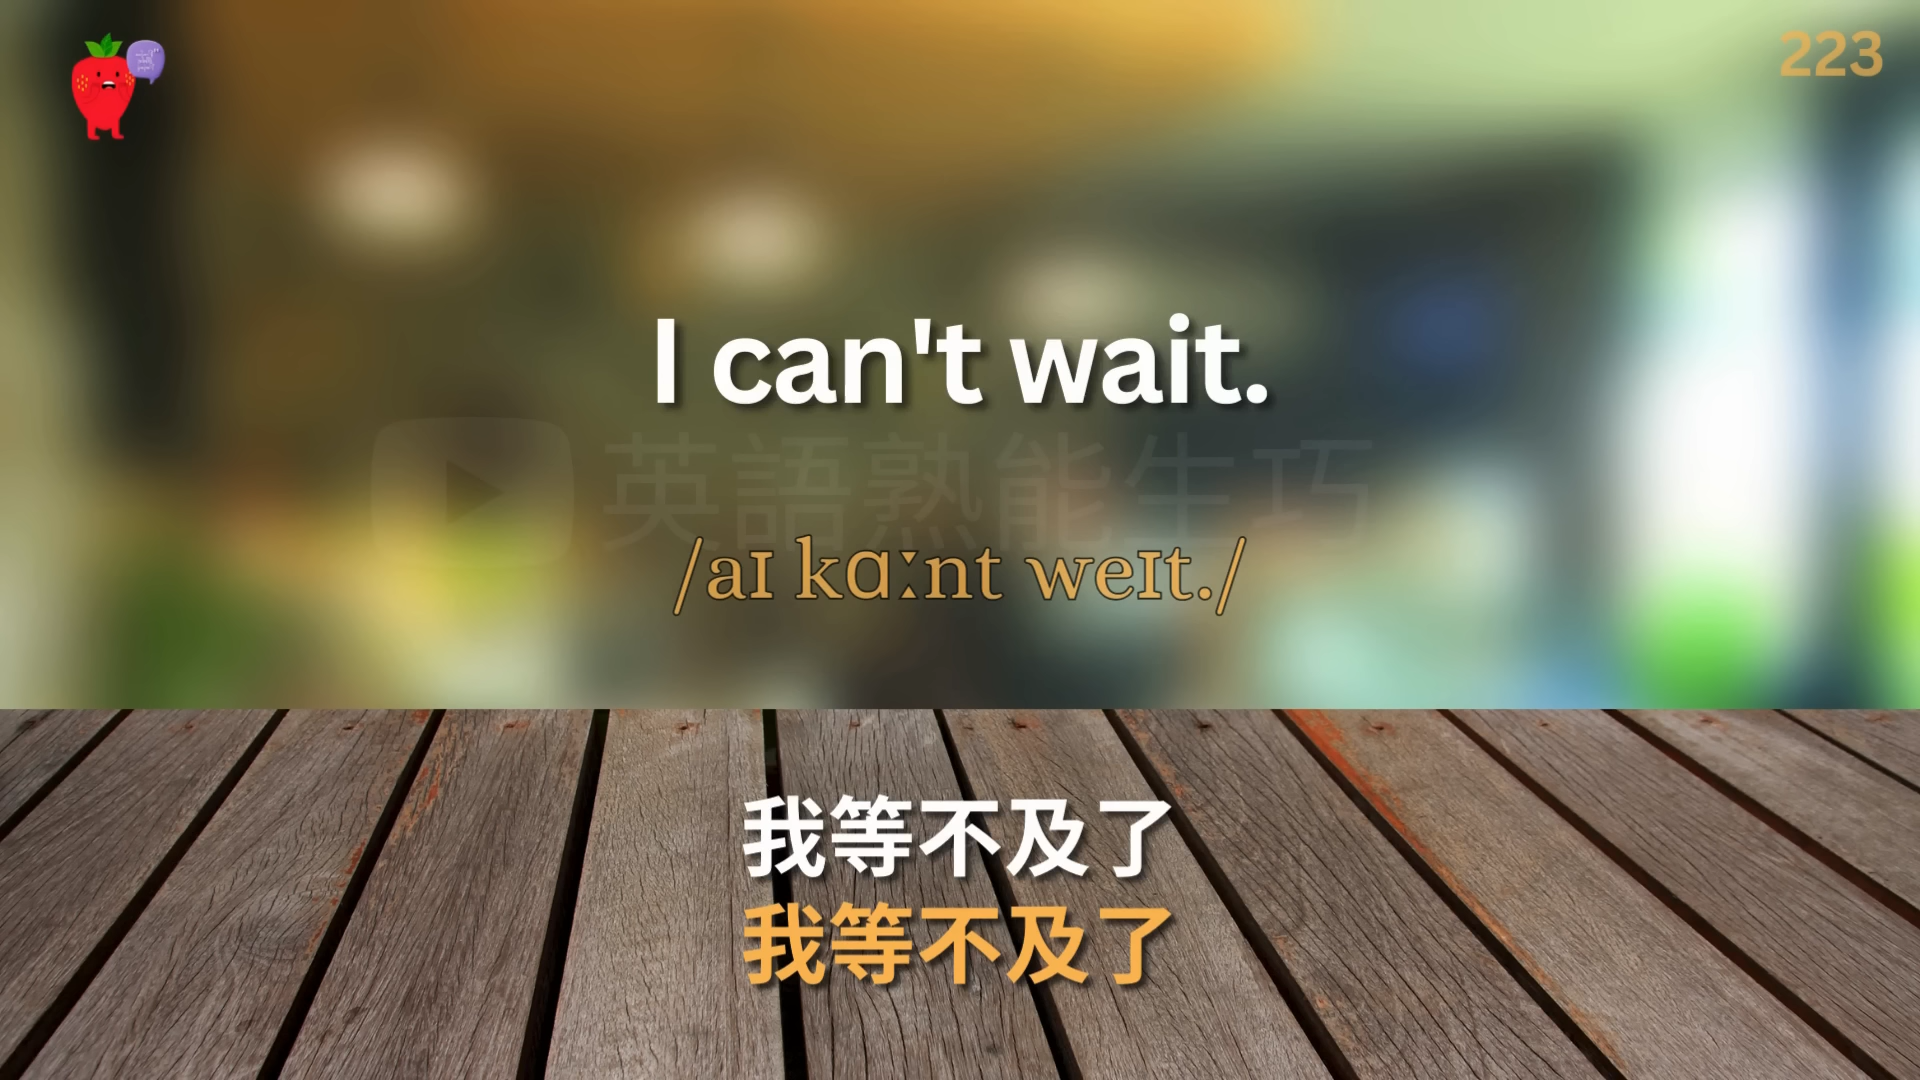 223
I can't wait.
英語熟能生巧
/aɪ kɑːnt weɪt./
我等不及了
我等不及了